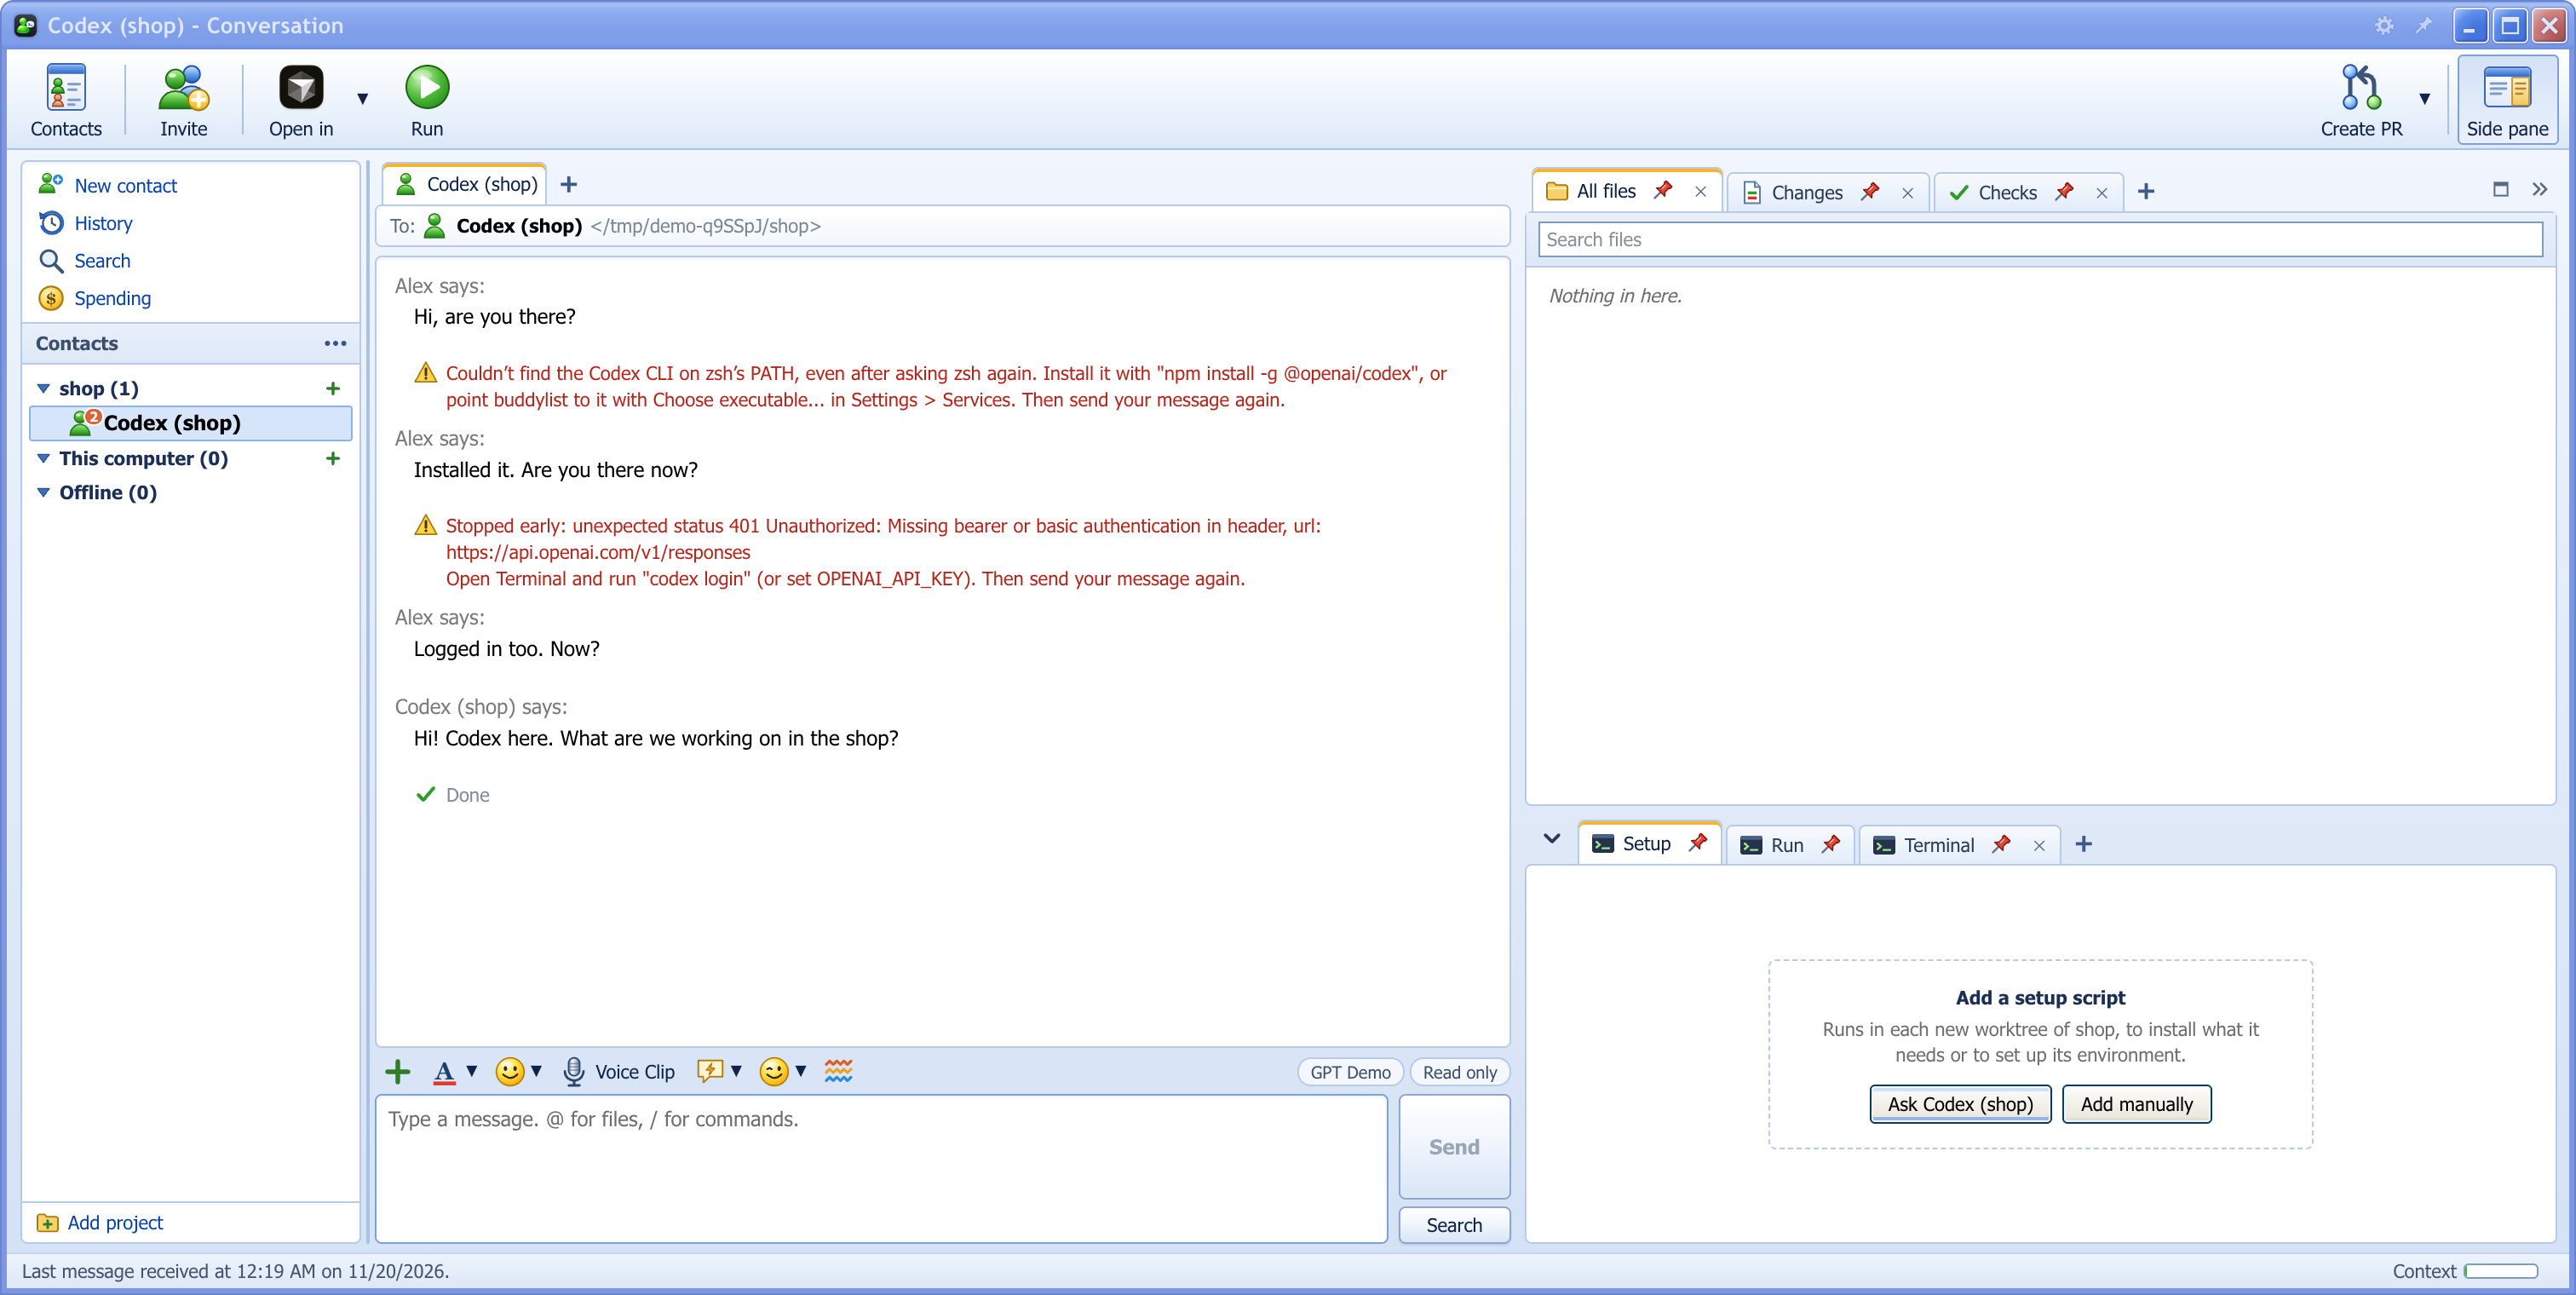 Codex (shop) - Conversation
Contacts
Invite
Open in
Run
Create PR
Side pane
New contact
History
Search
Spending
Contacts
shop (1)
2
Codex (shop)
This computer (0)
Offline (0)
Add project
Codex (shop)
To: Codex (shop) </tmp/demo-q9SSpJ/shop>
Alex says:
Hi, are you there?
Couldn’t find the Codex CLI on zsh’s PATH, even after asking zsh again. Install it with "npm install -g @openai/codex", or
point buddylist to it with Choose executable... in Settings > Services. Then send your message again.
Alex says:
Installed it. Are you there now?
Stopped early: unexpected status 401 Unauthorized: Missing bearer or basic authentication in header, url:
https://api.openai.com/v1/responses
Open Terminal and run "codex login" (or set OPENAI_API_KEY). Then send your message again.
Alex says:
Logged in too. Now?
Codex (shop) says:
Hi! Codex here. What are we working on in the shop?
Done
A
Voice Clip
GPT Demo
Read only
Type a message. @ for files, / for commands.
Send
Search
All files
Changes
Checks
Search files
Nothing in here.
Setup
Run
Terminal
Add a setup script
Runs in each new worktree of shop, to install what it
needs or to set up its environment.
Ask Codex (shop)
Add manually
Last message received at 12:19 AM on 11/20/2026.
Context